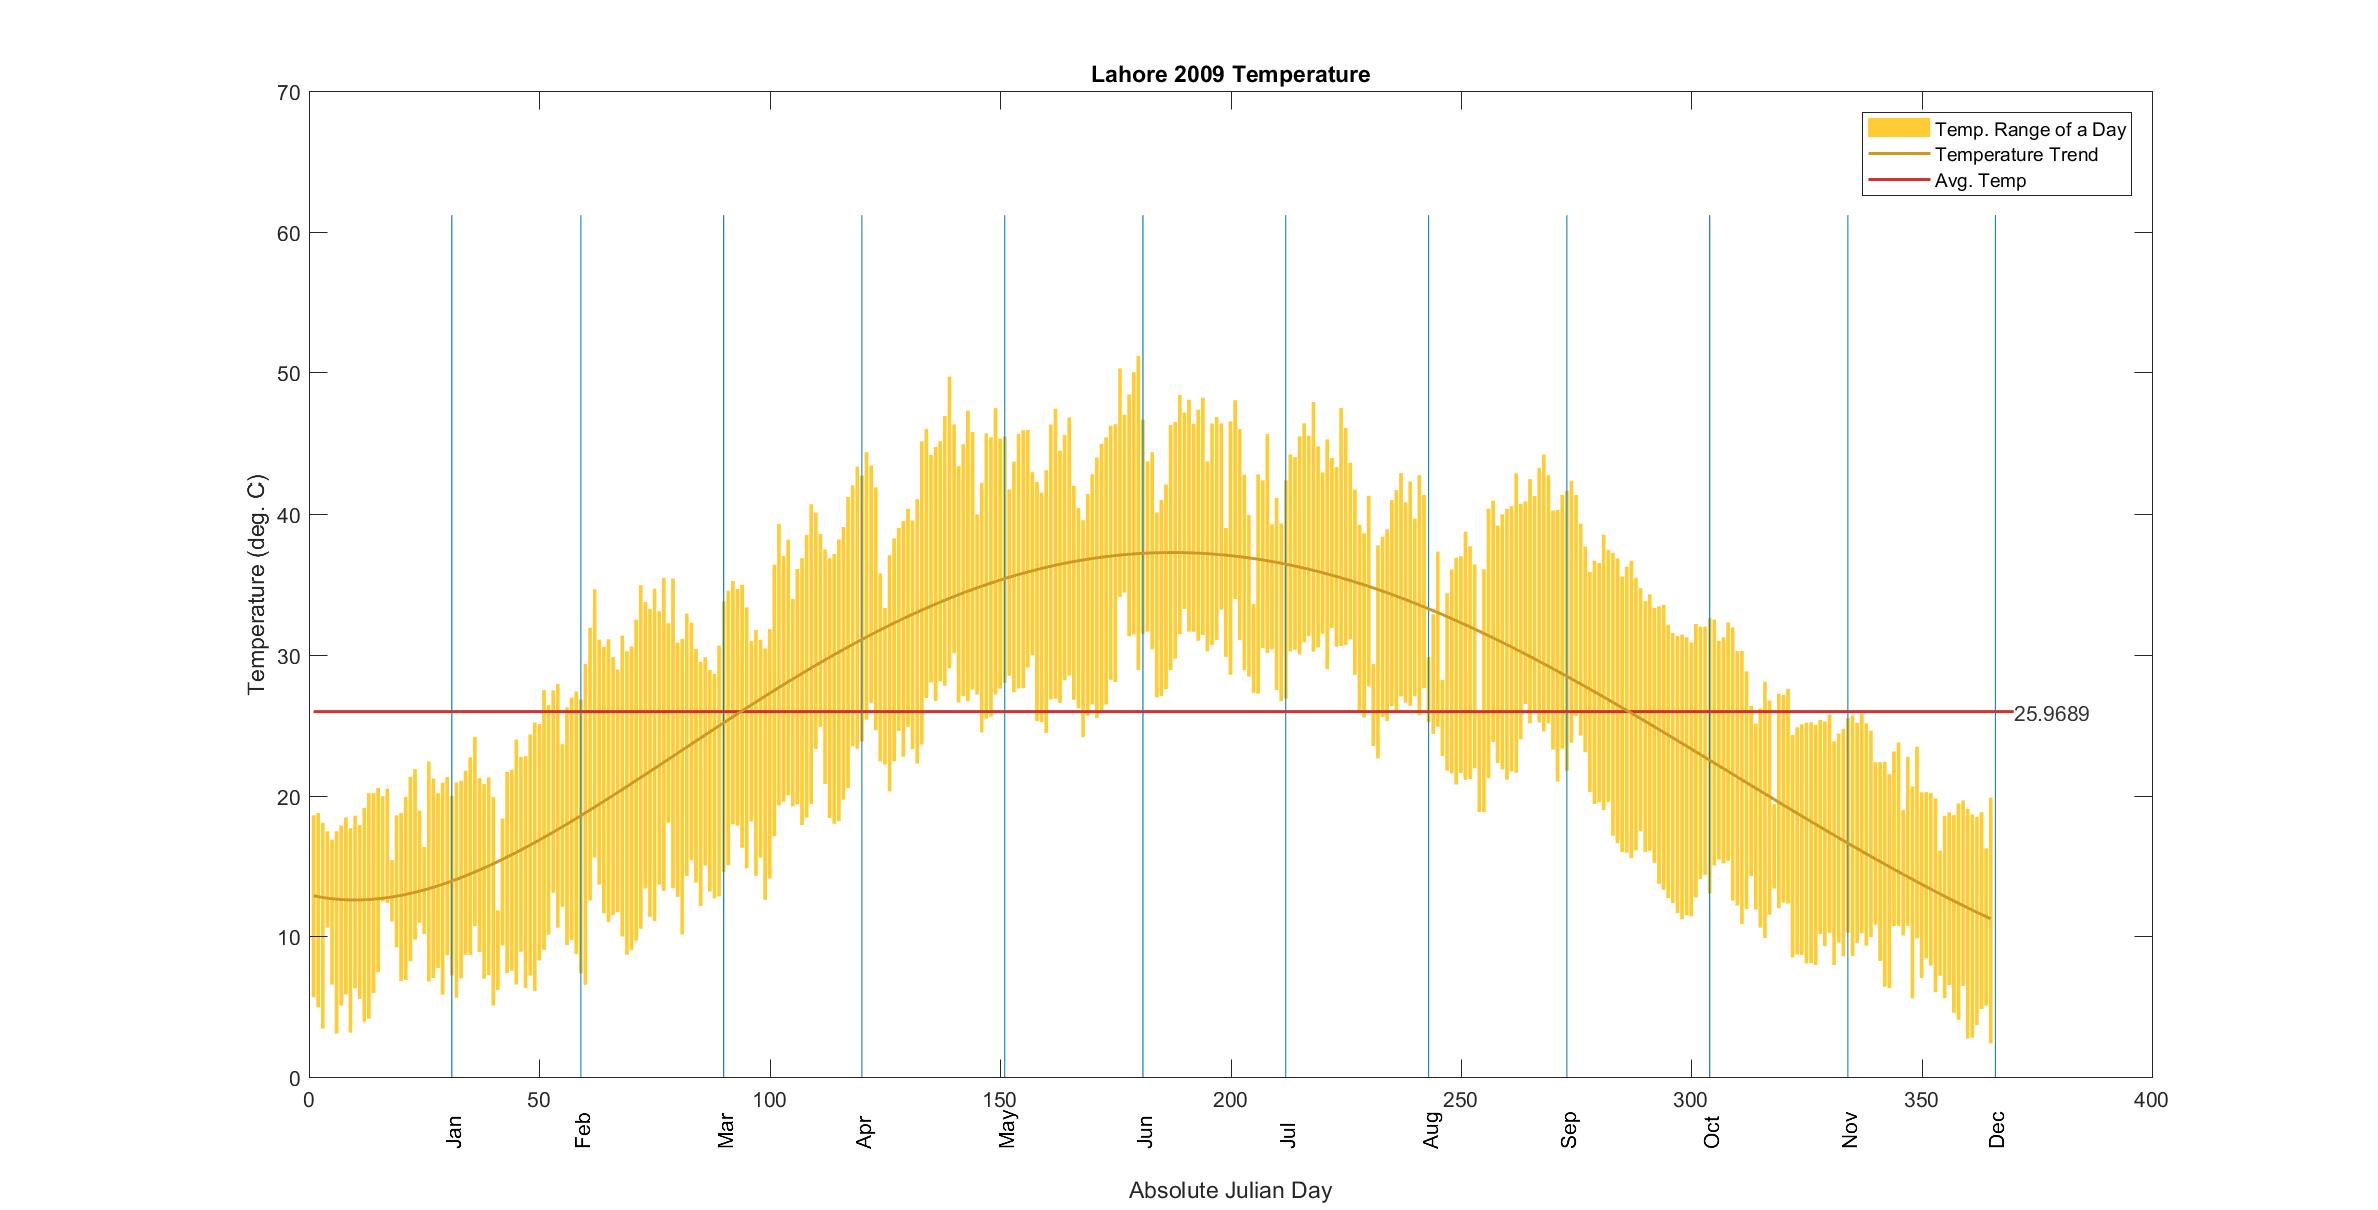 Lahore 2009 Temperature
70
60
50
40
30
20
10
0
Temperature (deg. C)
Temp. Range of a Day
Temperature Trend
Avg. Temp
25.9689
0 50 100 150 200 250 300 350 400
Jan Feb Mar Apr May Jun Jul Aug Sep Oct Nov Dec
Absolute Julian Day